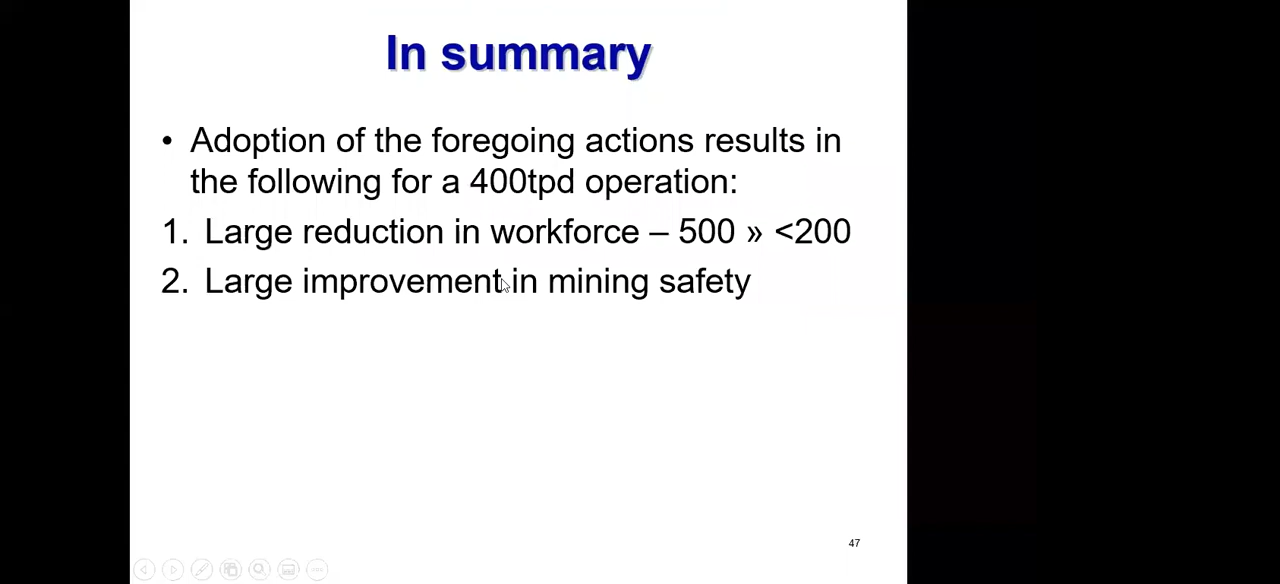 In summary
• Adoption of the foregoing actions results in
the following for a 400tpd operation:
1. Large reduction in workforce – 500 » <200
2. Large improvement in mining safety
47